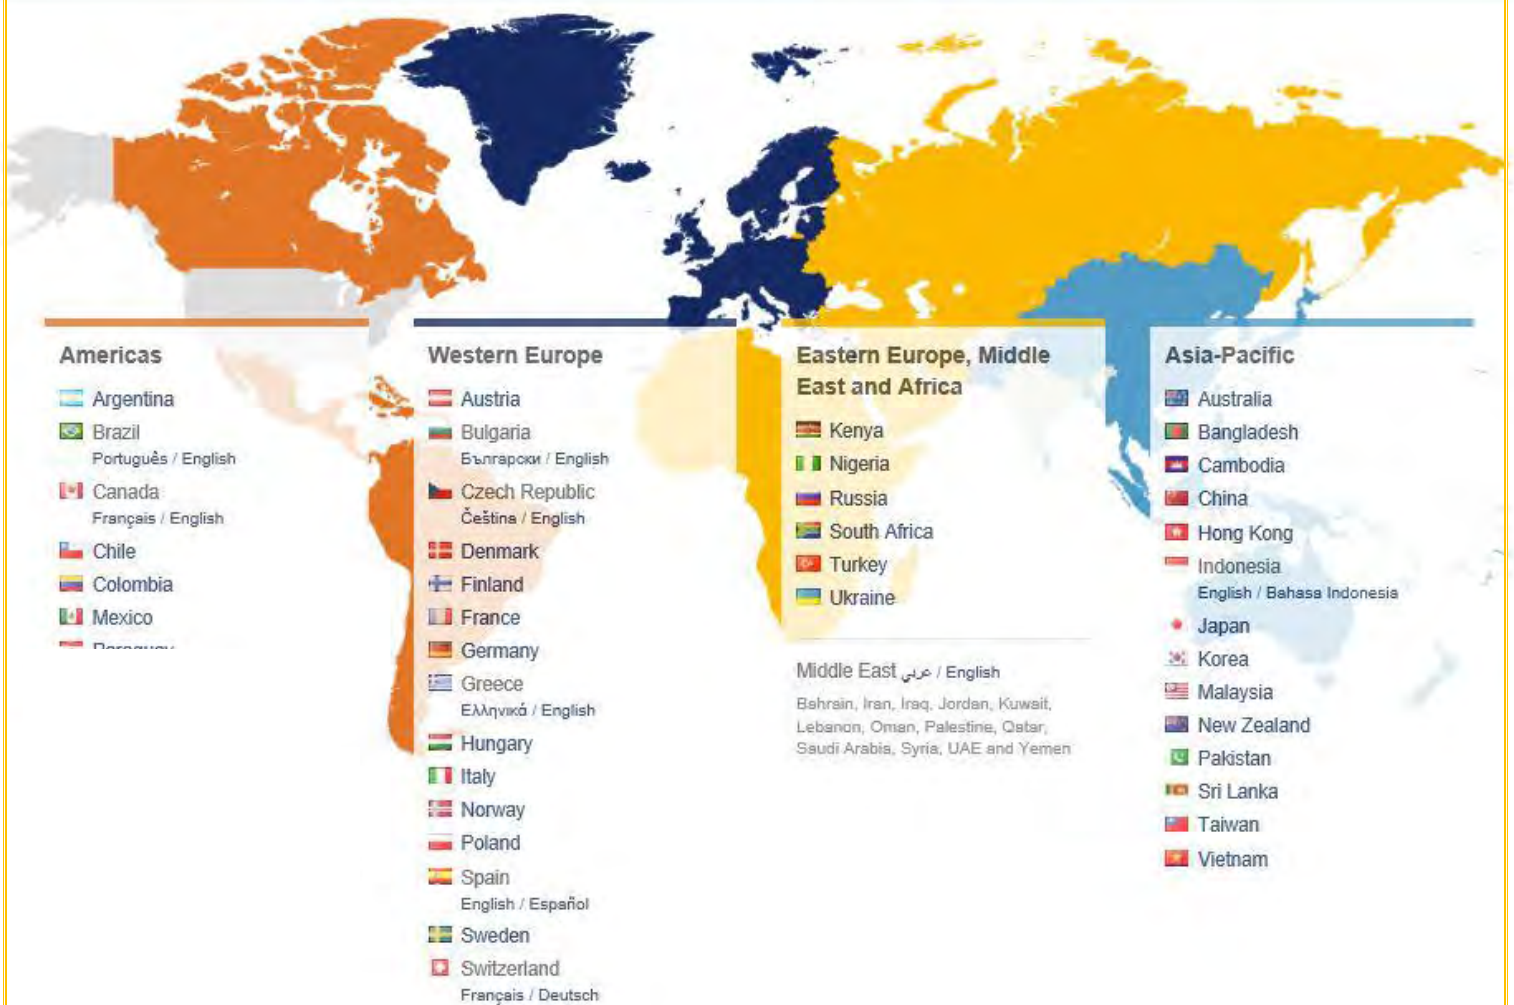 Americas
Argentina
Brazil
Português / English
Canada
Français / English
Chile
Colombia
Mexico
Paraguay
Western Europe
Austria
Bulgaria
Български / English
Czech Republic
Čeština / English
Denmark
Finland
France
Germany
Greece
Ελληνικά / English
Hungary
Italy
Norway
Poland
Spain
English / Español
Sweden
Switzerland
Français / Deutsch
Eastern Europe, Middle
East and Africa
Kenya
Nigeria
Russia
South Africa
Turkey
Ukraine
Middle East عربي / English
Bahrain, Iran, Iraq, Jordan, Kuwait,
Lebanon, Oman, Palestine, Qatar,
Saudi Arabia, Syria, UAE and Yemen
Asia-Pacific
Australia
Bangladesh
Cambodia
China
Hong Kong
Indonesia
English / Bahasa Indonesia
Japan
Korea
Malaysia
New Zealand
Pakistan
Sri Lanka
Taiwan
Vietnam